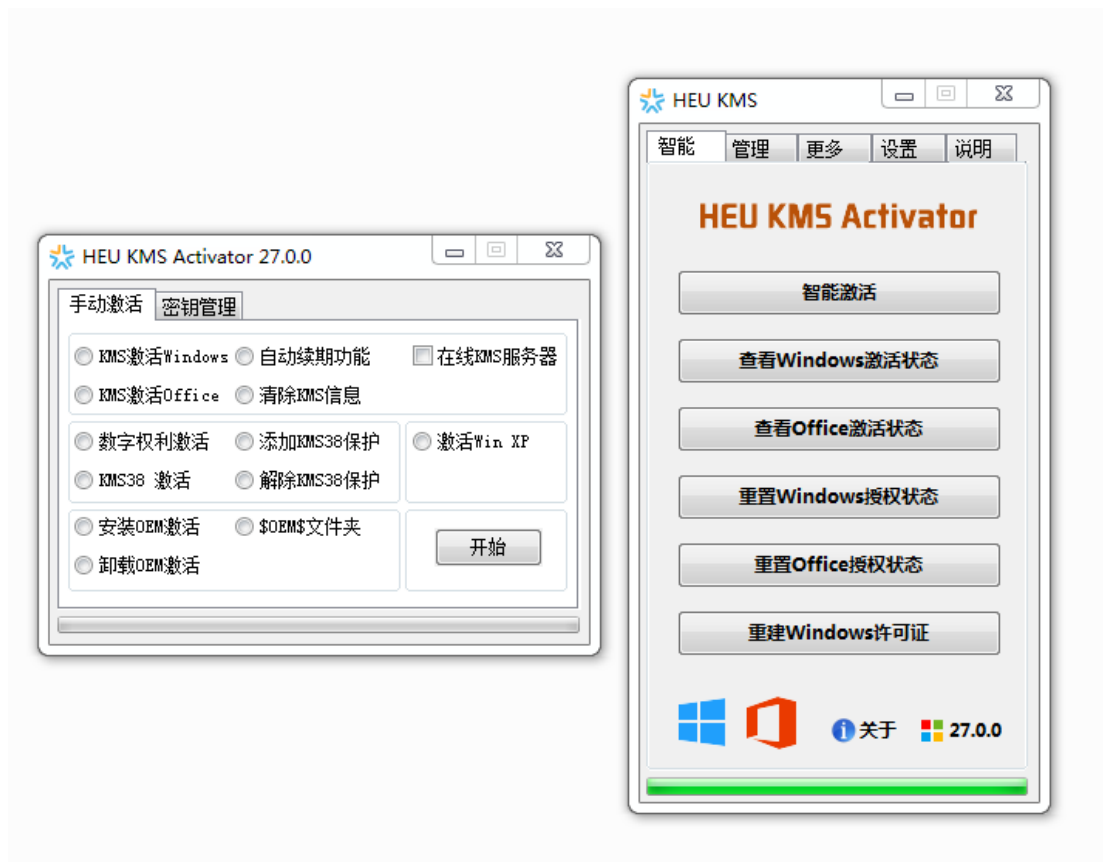 HEU KMS Activator 27.0.0
手动激活
密钥管理
KMS激活Windows
自动续期功能
在线KMS服务器
KMS激活Office
清除KMS信息
数字权利激活
添加KMS38保护
激活Win XP
KMS38 激活
解除KMS38保护
安装OEM激活
$OEM$文件夹
卸载OEM激活
开始
HEU KMS
智能
管理
更多
设置
说明
HEU KMS Activator
智能激活
查看Windows激活状态
查看Office激活状态
重置Windows授权状态
重置Office授权状态
重建Windows许可证
关于
27.0.0